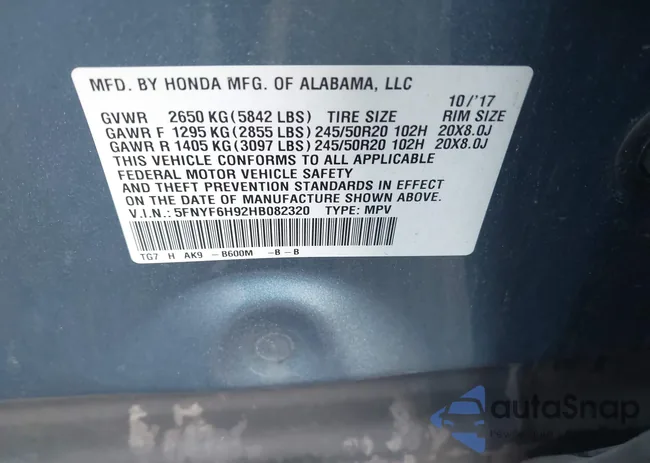 MFD. BY HONDA MFG. OF ALABAMA, LLC
10/'17
GVWR 2650 KG(5842 LBS) TIRE SIZE RIM SIZE
GAWR F 1295 KG(2855 LBS)245/50R20 102H 20X8.0J
GAWR R 1405 KG(3097 LBS)245/50R20 102H 20X8.0J
THIS VEHICLE CONFORMS TO ALL APPLICABLE
FEDERAL MOTOR VEHICLE SAFETY
AND THEFT PREVENTION STANDARDS IN EFFECT
ON THE DATE OF MANUFACTURE SHOWN ABOVE.
V.I.N.: 5FNYF6H92HB082320 TYPE: MPV
TG7 H AK9 -B600M -B-B
autoSnap